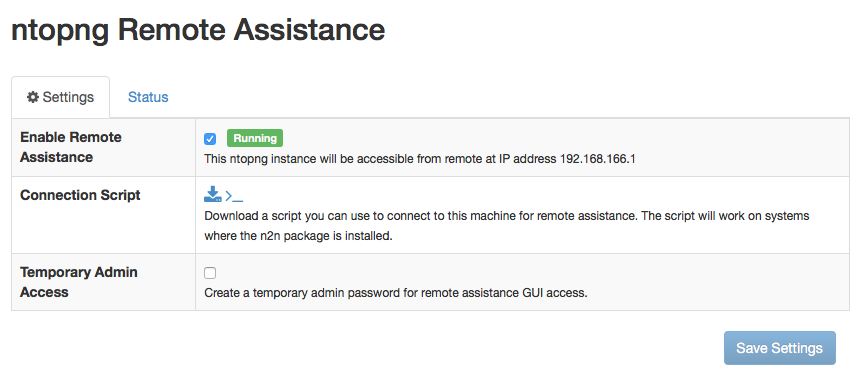 ntopng Remote Assistance
Settings
Status
Enable Remote
Assistance
Running
This ntopng instance will be accessible from remote at IP address 192.168.166.1
Connection Script
Download a script you can use to connect to this machine for remote assistance. The script will work on systems
where the n2n package is installed.
Temporary Admin
Access
Create a temporary admin password for remote assistance GUI access.
Save Settings